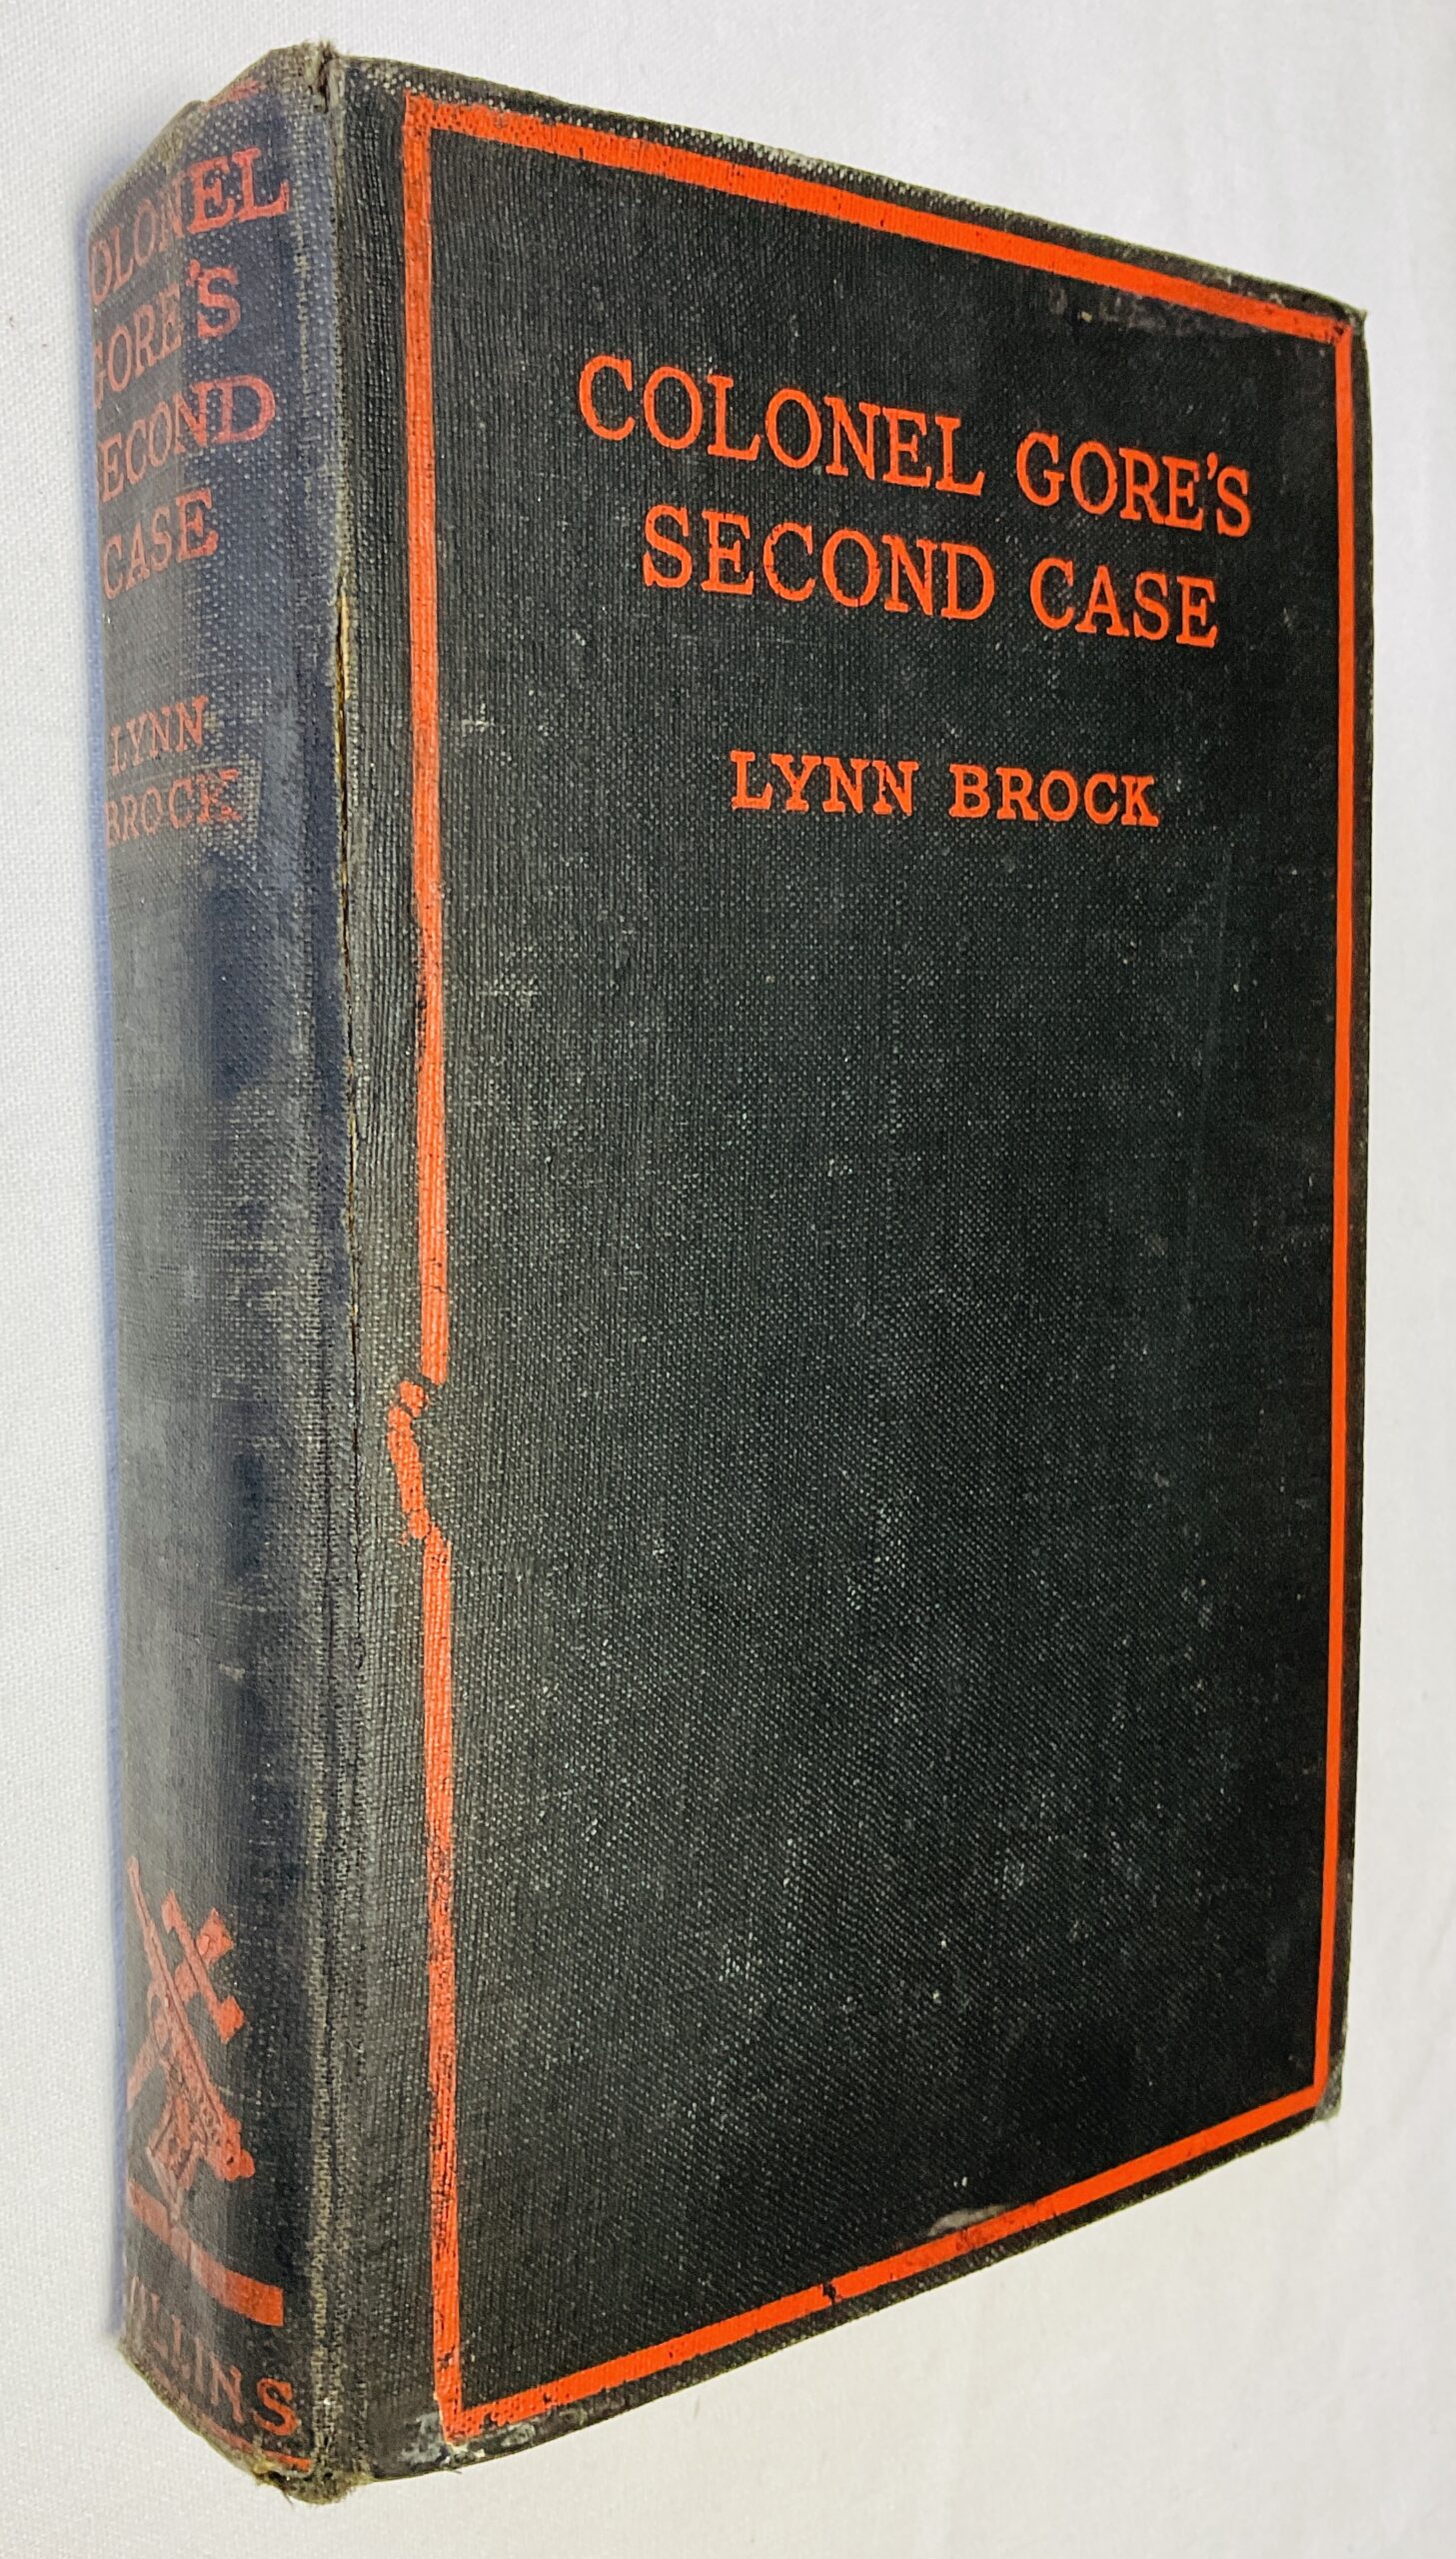 COLONEL
GORE'S
SECOND
CASE
LYNN
BROCK
COLLINS
COLONEL GORE'S
SECOND CASE
LYNN BROCK